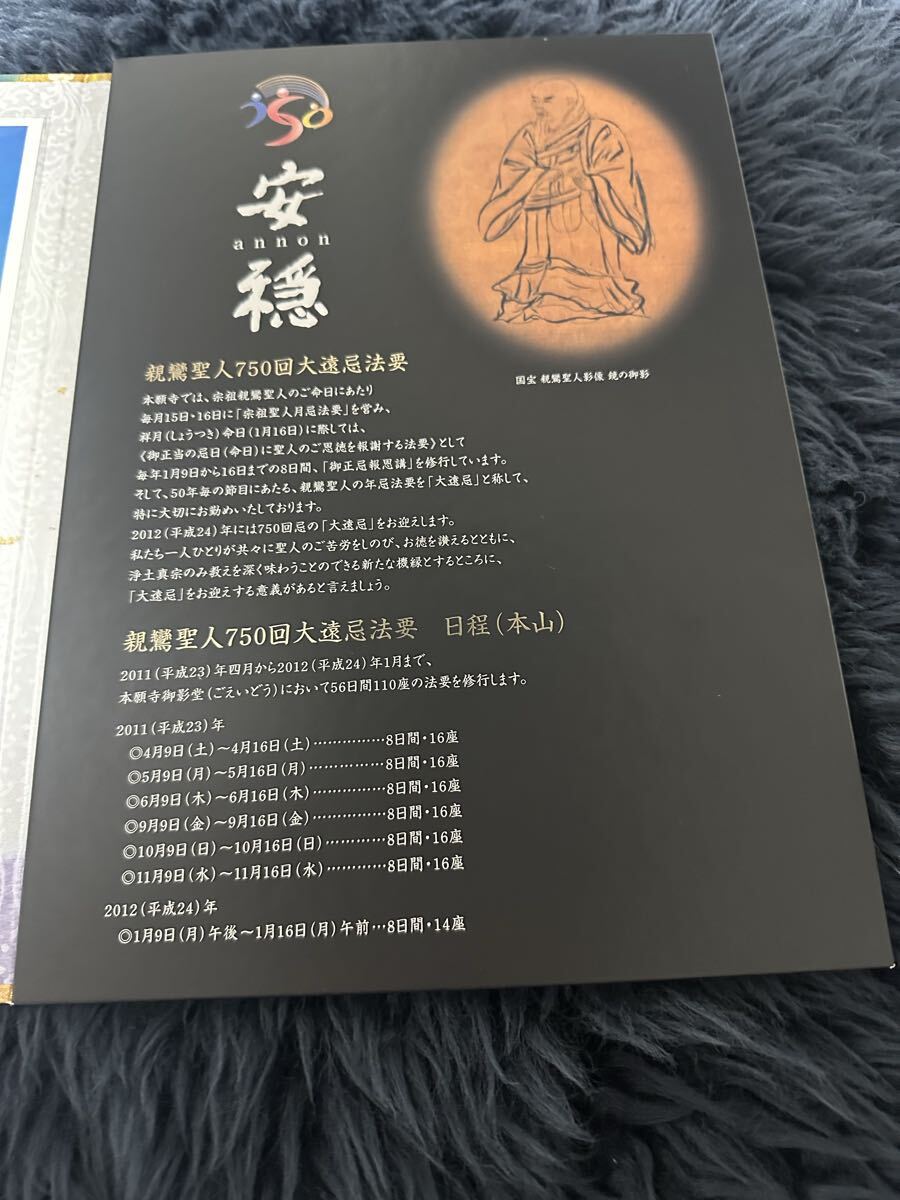 750
安
annon
穏
国宝 親鸞聖人影像 鏡の御影
親鸞聖人750回大遠忌法要
本願寺では、宗祖親鸞聖人のご命日にあたり
毎月15日・16日に「宗祖聖人月忌法要」を営み、
祥月(しょうつき)命日(1月16日)に際しては、
《御正当の忌日(命日)に聖人のご恩徳を報謝する法要》として
毎年1月9日から16日までの8日間、「御正忌報恩講」を修行しています。
そして、50年毎の節目にあたる、親鸞聖人の年忌法要を「大遠忌」と称して、
特に大切にお勤めいたしております。
2012(平成24)年には750回忌の「大遠忌」をお迎えします。
私たち一人ひとりが共々に聖人のご苦労をしのび、お徳を讃えるとともに、
浄土真宗のみ教えを深く味わうことのできる新たな機縁とするところに、
「大遠忌」をお迎えする意義があると言えましょう。
親鸞聖人750回大遠忌法要 日程(本山)
2011(平成23)年四月から2012(平成24)年1月まで、
本願寺御影堂(ごえいどう)において56日間110座の法要を修行します。
2011(平成23)年
◎4月9日(土)～4月16日(土)……………8日間・16座
◎5月9日(月)～5月16日(月)……………8日間・16座
◎6月9日(木)～6月16日(木)……………8日間・16座
◎9月9日(金)～9月16日(金)……………8日間・16座
◎10月9日(日)～10月16日(日)…………8日間・16座
◎11月9日(水)～11月16日(水)…………8日間・16座
2012(平成24)年
◎1月9日(月)午後～1月16日(月)午前…8日間・14座